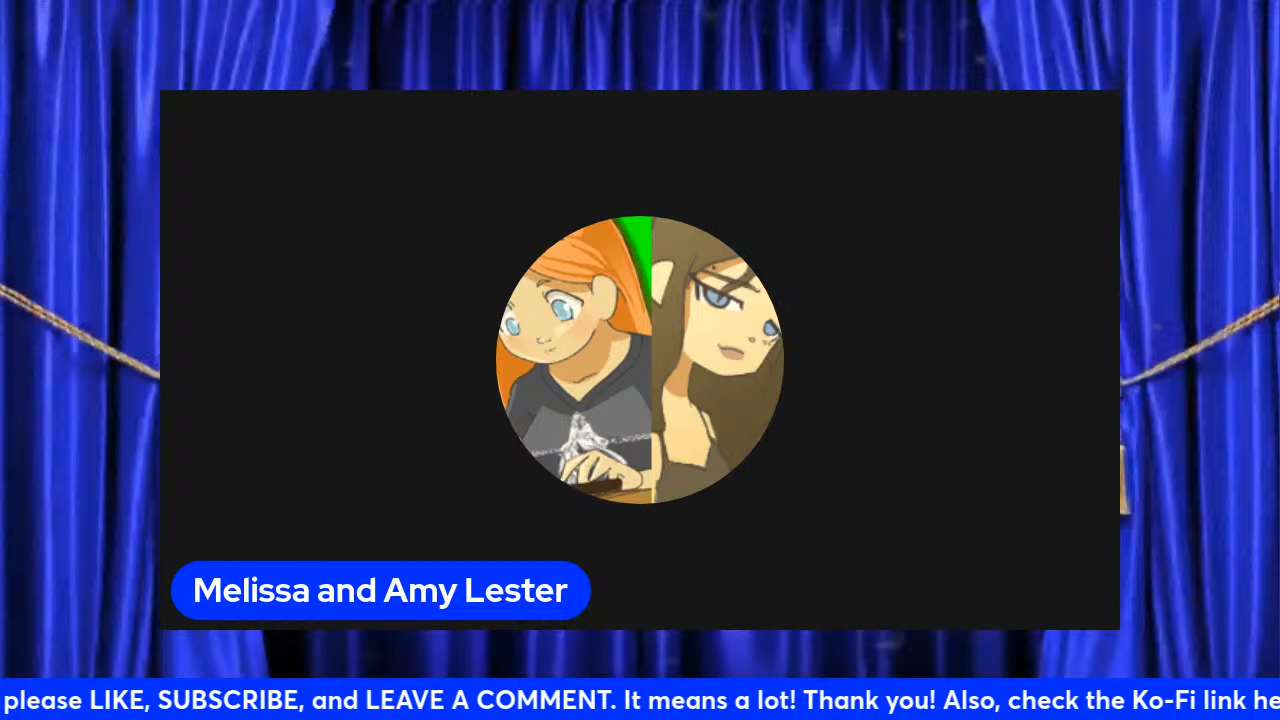 Melissa and Amy Lester
please LIKE, SUBSCRIBE, and LEAVE A COMMENT. It means a lot! Thank you! Also, check the Ko-Fi link